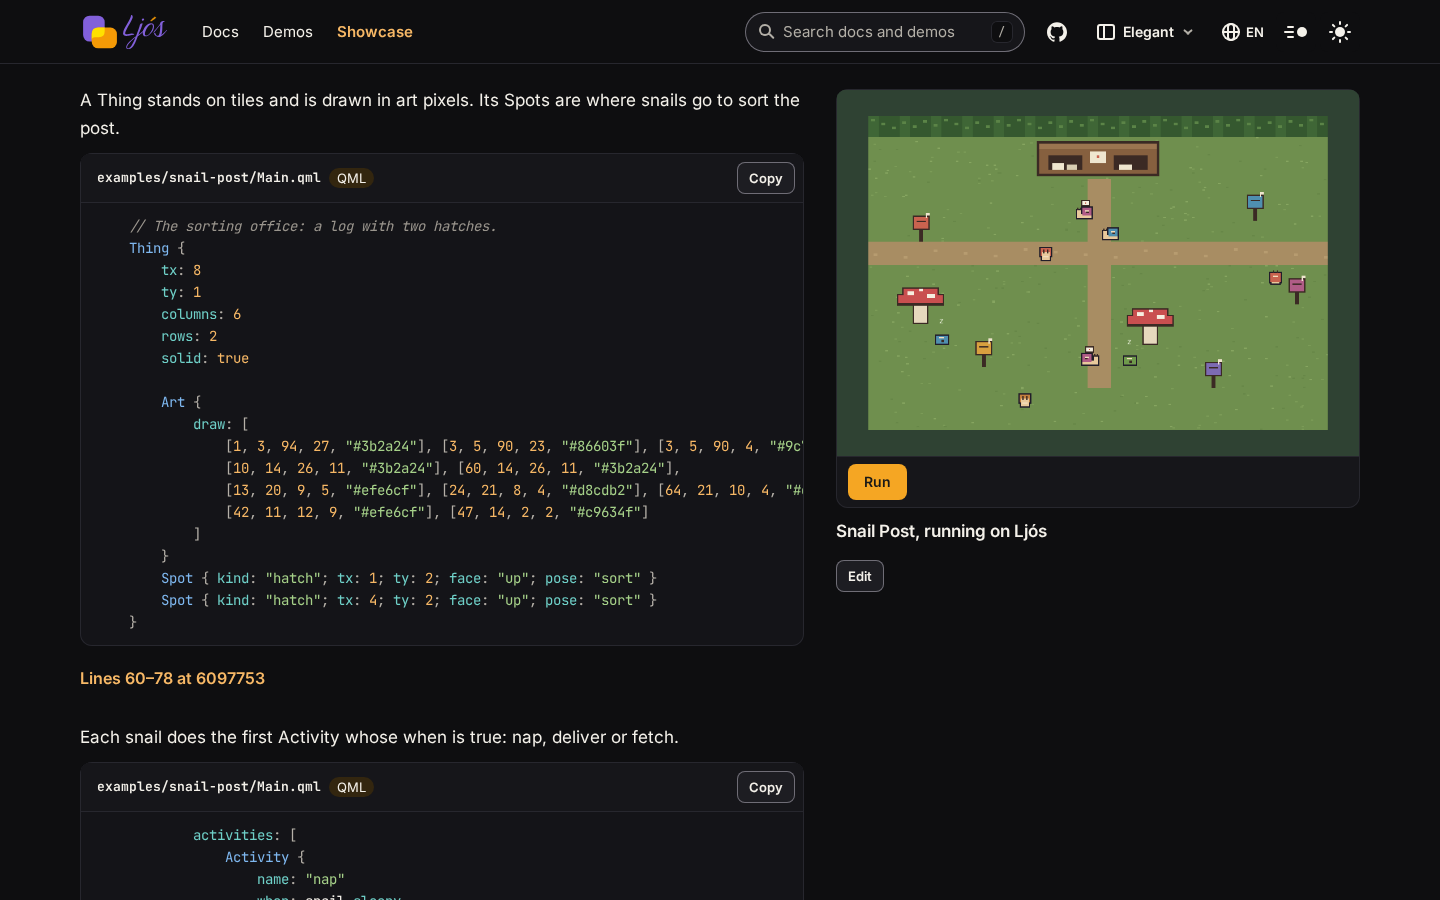 Ljós
Docs
Demos
Showcase
Search docs and demos
/
Elegant
EN
A Thing stands on tiles and is drawn in art pixels. Its Spots are where snails go to sort the
post.
examples/snail-post/Main.qml
QML
Copy
// The sorting office: a log with two hatches.
Thing {
tx: 8
ty: 1
columns: 6
rows: 2
solid: true
Art {
draw: [
[1, 3, 94, 27, "#3b2a24"], [3, 5, 90, 23, "#86603f"], [3, 5, 90, 4, "#9c
[10, 14, 26, 11, "#3b2a24"], [60, 14, 26, 11, "#3b2a24"],
[13, 20, 9, 5, "#efe6cf"], [24, 21, 8, 4, "#d8cdb2"], [64, 21, 10, 4, "#
[42, 11, 12, 9, "#efe6cf"], [47, 14, 2, 2, "#c9634f"]
]
}
Spot { kind: "hatch"; tx: 1; ty: 2; face: "up"; pose: "sort" }
Spot { kind: "hatch"; tx: 4; ty: 2; face: "up"; pose: "sort" }
}
Lines 60–78 at 6097753
Each snail does the first Activity whose when is true: nap, deliver or fetch.
examples/snail-post/Main.qml
QML
Copy
activities: [
Activity {
name: "nap"
when: snail.sleepy
z
z
Run
Snail Post, running on Ljós
Edit